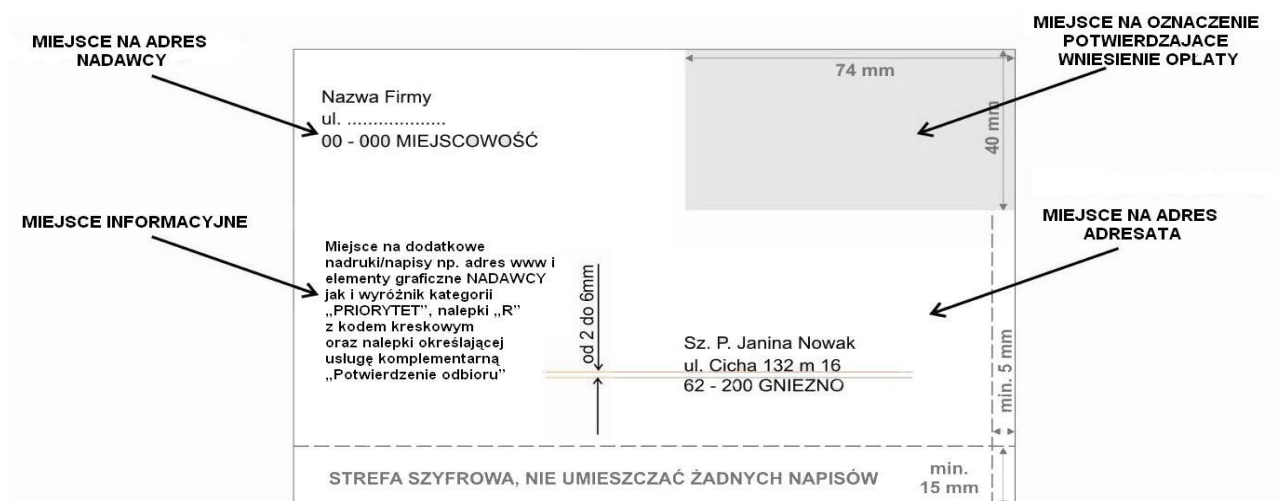 MIEJSCE NA ADRES
NADAWCY
MIEJSCE NA OZNACZENIE
POTWIERDZAJACE
WNIESIENIE OPLATY
74 mm
40 mm
Nazwa Firmy
ul. ...................
00 - 000 MIEJSCOWOŚĆ
MIEJSCE INFORMACYJNE
MIEJSCE NA ADRES
ADRESATA
Miejsce na dodatkowe
nadruki/napisy np. adres www i
elementy graficzne NADAWCY
jak i wyróżnik kategorii
„PRIORYTET”, nalepki „R”
z kodem kreskowym
oraz nalepki określającej
usługę komplementarną
„Potwierdzenie odbioru”
od 2 do 6mm
Sz. P. Janina Nowak
ul. Cicha 132 m 16
62 - 200 GNIEZNO
min. 5 mm
STREFA SZYFROWA, NIE UMIESZCZAĆ ŻADNYCH NAPISÓW
min.
15 mm